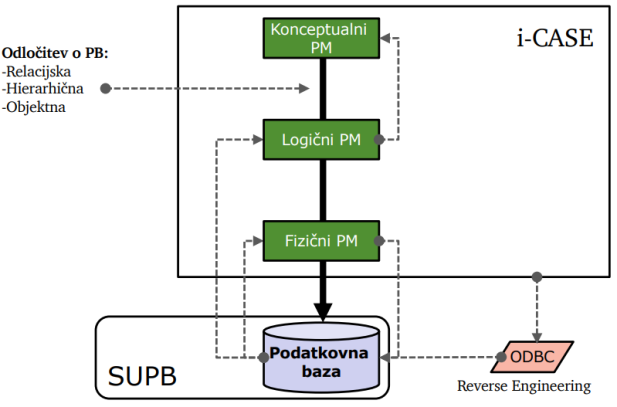 Konceptualni
PM
i-CASE
Odločitev o PB:
-Relacijska
-Hierarhična
-Objektna
Logični PM
Fizični PM
Podatkovna
baza
SUPB
ODBC
Reverse Engineering